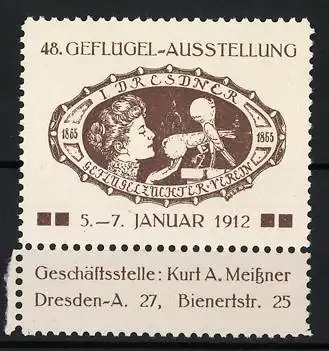 48. GEFLÜGEL-AUSSTELLUNG
I. DRESDNER
1865 1865
GEFLÜGELZÜCHTER-VEREIN
5.–7. JANUAR 1912
Geschäftsstelle: Kurt A. Meißner
Dresden-A. 27, Bienertstr. 25